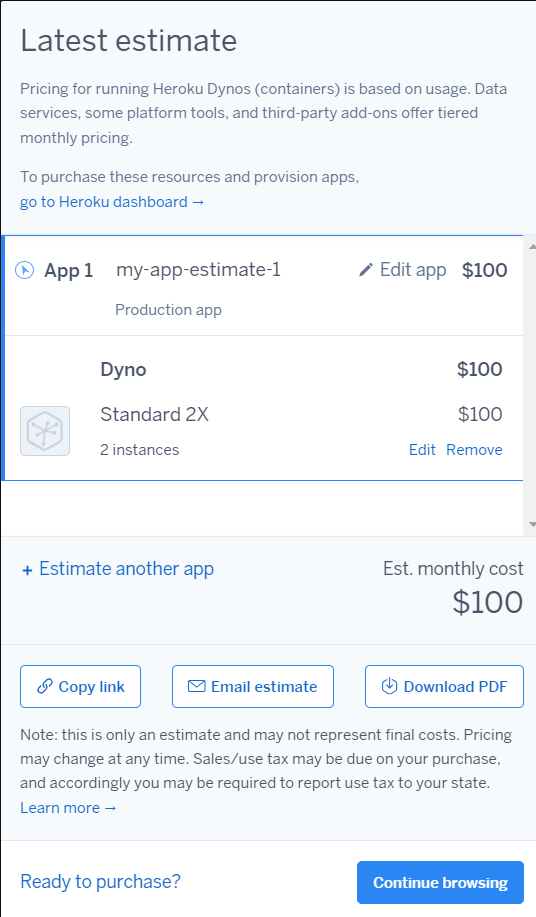 Latest estimate
Pricing for running Heroku Dynos (containers) is based on usage. Data
services, some platform tools, and third-party add-ons offer tiered
monthly pricing.
To purchase these resources and provision apps,
go to Heroku dashboard →
App 1 my-app-estimate-1 Edit app $100
Production app
Dyno $100
Standard 2X $100
2 instances Edit Remove
+ Estimate another app Est. monthly cost
$100
Copy link Email estimate Download PDF
Note: this is only an estimate and may not represent final costs. Pricing
may change at any time. Sales/use tax may be due on your purchase,
and accordingly you may be required to report use tax to your state.
Learn more →
Ready to purchase? Continue browsing